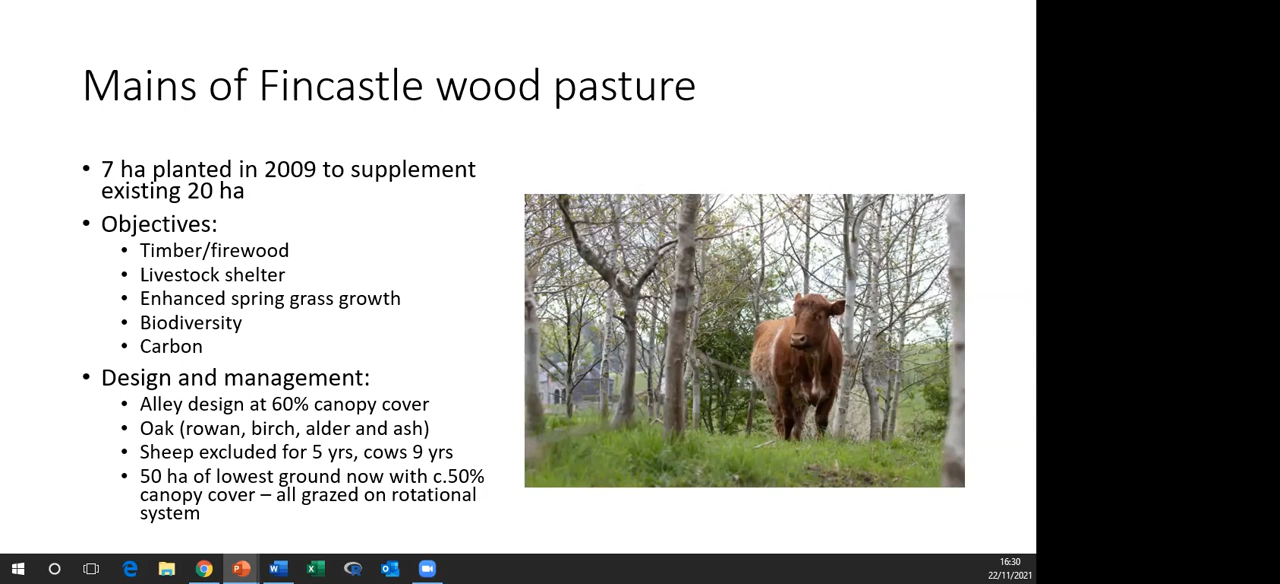 Mains of Fincastle wood pasture
• 7 ha planted in 2009 to supplement
existing 20 ha
• Objectives:
• Timber/firewood
• Livestock shelter
• Enhanced spring grass growth
• Biodiversity
• Carbon
• Design and management:
• Alley design at 60% canopy cover
• Oak (rowan, birch, alder and ash)
• Sheep excluded for 5 yrs, cows 9 yrs
• 50 ha of lowest ground now with c.50%
canopy cover – all grazed on rotational
system
16:30
22/11/2021